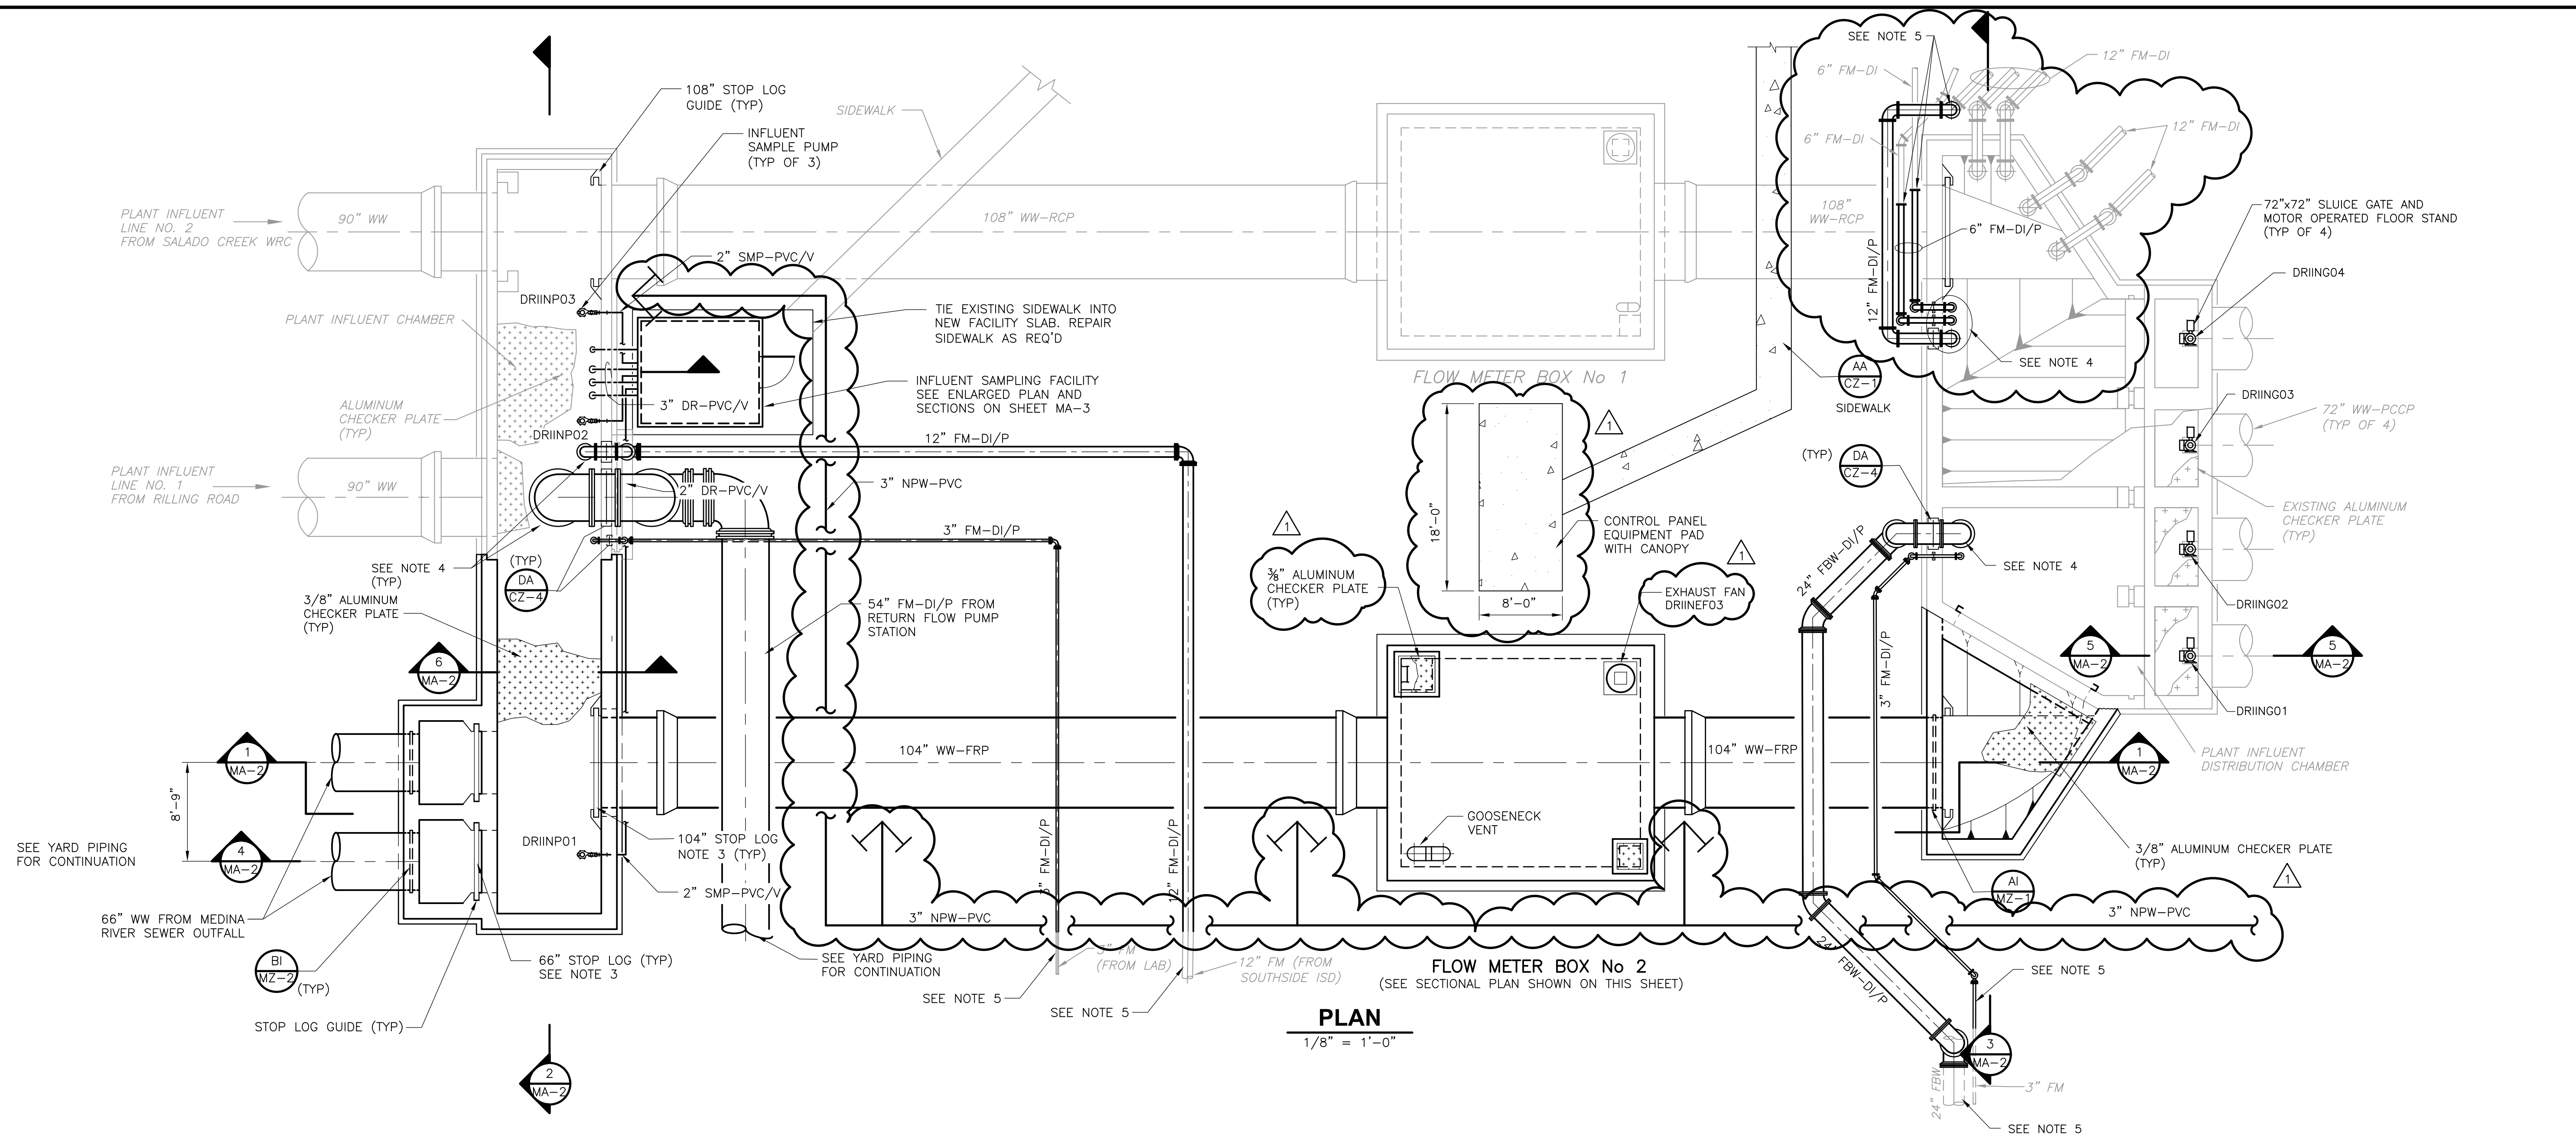 SEE NOTE 5
12" FM-DI
6" FM-DI
108" STOP LOG
GUIDE (TYP)
SIDEWALK
INFLUENT
SAMPLE PUMP
(TYP OF 3)
6" FM-DI
12" FM-DI
PLANT INFLUENT
LINE NO. 2
FROM SALADO CREEK WRC
90" WW
108" WW-RCP
108"
WW-RCP
72"x72" SLUICE GATE AND
MOTOR OPERATED FLOOR STAND
(TYP OF 4)
6" FM-DI/P
12" FM-DI/P
2" SMP-PVC/V
DRIING04
DRIINP03
PLANT INFLUENT CHAMBER
TIE EXISTING SIDEWALK INTO
NEW FACILITY SLAB. REPAIR
SIDEWALK AS REQ'D
SEE NOTE 4
FLOW METER BOX No 1
AA
CZ-1
SIDEWALK
INFLUENT SAMPLING FACILITY
SEE ENLARGED PLAN AND
SECTIONS ON SHEET MA-3
ALUMINUM
CHECKER PLATE
(TYP)
3" DR-PVC/V
DRIING03
72" WW-PCCP
(TYP OF 4)
1
DRIINP02
12" FM-DI/P
(TYP)
DA
CZ-4
PLANT INFLUENT
LINE NO. 1
FROM RILLING ROAD
90" WW
2" DR-PVC/V
3" NPW-PVC
18'-0"
EXISTING ALUMINUM
CHECKER PLATE
(TYP)
1
CONTROL PANEL
EQUIPMENT PAD
WITH CANOPY
3" FM-DI/P
1
24" FBW-DI/P
SEE NOTE 4
(TYP)
(TYP)
DA
CZ-4
SEE NOTE 4
⅜" ALUMINUM
CHECKER PLATE
(TYP)
8'-0"
EXHAUST FAN
DRIINEF03
3/8" ALUMINUM
CHECKER PLATE
(TYP)
54" FM-DI/P FROM
RETURN FLOW PUMP
STATION
DRIING02
6
MA-2
3" FM-DI/P
5
MA-2
5
MA-2
DRIING01
1
MA-2
104" WW-FRP
104" WW-FRP
PLANT INFLUENT
DISTRIBUTION CHAMBER
1
MA-2
8'-9"
GOOSENECK
VENT
SEE YARD PIPING
FOR CONTINUATION
4
MA-2
DRIINP01
104" STOP LOG
NOTE 3 (TYP)
3" FM-DI/P
12" FM-DI/P
3/8" ALUMINUM CHECKER PLATE
(TYP)
1
2" SMP-PVC/V
AI
MZ-1
66" WW FROM MEDINA
RIVER SEWER OUTFALL
3" NPW-PVC
3" NPW-PVC
BI
MZ-2
(TYP)
66" STOP LOG (TYP)
SEE NOTE 3
SEE YARD PIPING
FOR CONTINUATION
3" FM
(FROM LAB)
12" FM (FROM
SOUTHSIDE ISD)
FLOW METER BOX No 2
(SEE SECTIONAL PLAN SHOWN ON THIS SHEET)
24" FBW-DI/P
SEE NOTE 5
SEE NOTE 5
SEE NOTE 5
STOP LOG GUIDE (TYP)
PLAN
1/8" = 1'-0"
3
MA-2
2
MA-2
24" FBW
3" FM
SEE NOTE 5